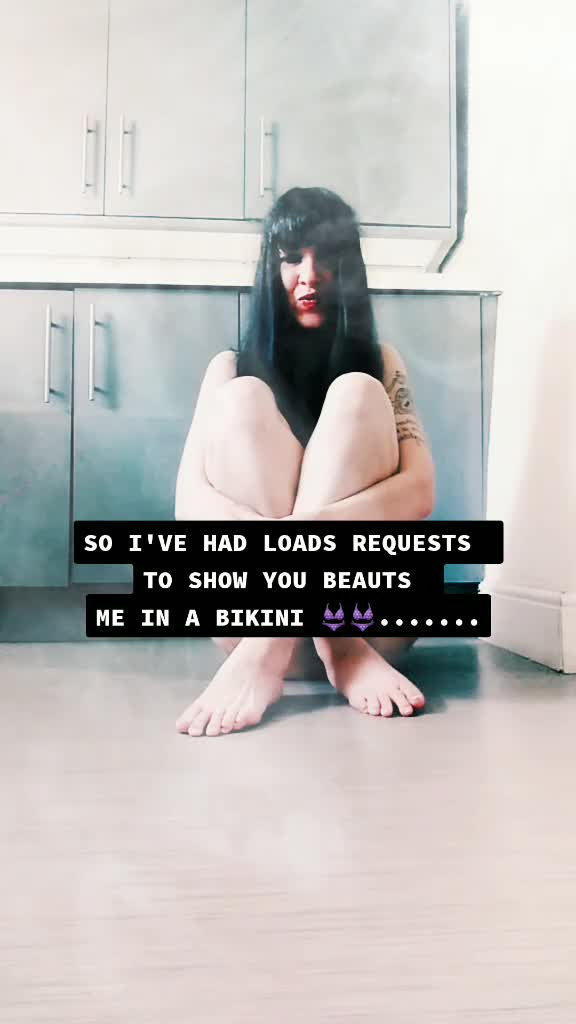 SO I'VE HAD LOADS REQUESTS
TO SHOW YOU BEAUTS
ME IN A BIKINI 👙👙.......